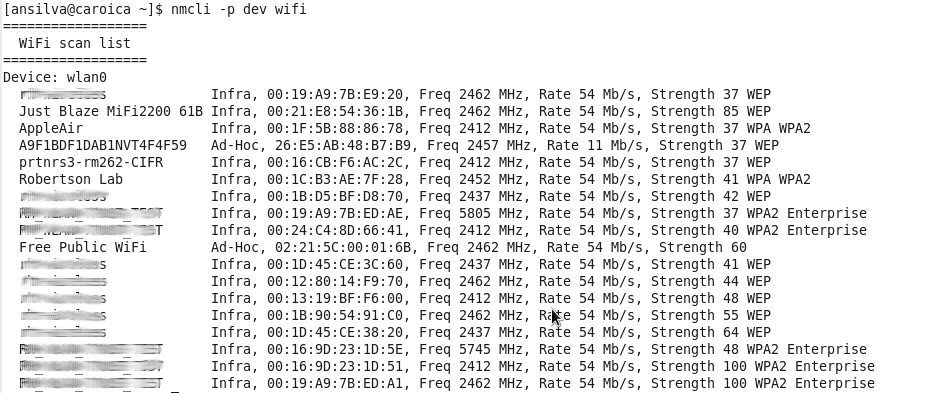 [ansilva@caroica ~]$ nmcli -p dev wifi
==================
WiFi scan list
==================
Device: wlan0
Infra, 00:19:A9:7B:E9:20, Freq 2462 MHz, Rate 54 Mb/s, Strength 37 WEP
Just Blaze MiFi2200 61B Infra, 00:21:E8:54:36:1B, Freq 2462 MHz, Rate 54 Mb/s, Strength 85 WEP
AppleAir Infra, 00:1F:5B:88:86:78, Freq 2412 MHz, Rate 54 Mb/s, Strength 37 WPA WPA2
A9F1BDF1DAB1NVT4F4F59 Ad-Hoc, 26:E5:AB:48:B7:B9, Freq 2457 MHz, Rate 11 Mb/s, Strength 37 WEP
prtnrs3-rm262-CIFR Infra, 00:16:CB:F6:AC:2C, Freq 2412 MHz, Rate 54 Mb/s, Strength 37 WEP
Robertson Lab Infra, 00:1C:B3:AE:7F:28, Freq 2452 MHz, Rate 54 Mb/s, Strength 41 WPA WPA2
Infra, 00:1B:D5:BF:D8:70, Freq 2437 MHz, Rate 54 Mb/s, Strength 42 WEP
Infra, 00:19:A9:7B:ED:AE, Freq 5805 MHz, Rate 54 Mb/s, Strength 37 WPA2 Enterprise
Infra, 00:24:C4:8D:66:41, Freq 2412 MHz, Rate 54 Mb/s, Strength 40 WPA2 Enterprise
Free Public WiFi Ad-Hoc, 02:21:5C:00:01:6B, Freq 2462 MHz, Rate 54 Mb/s, Strength 60
Infra, 00:1D:45:CE:3C:60, Freq 2437 MHz, Rate 54 Mb/s, Strength 41 WEP
Infra, 00:12:80:14:F9:70, Freq 2462 MHz, Rate 54 Mb/s, Strength 44 WEP
Infra, 00:13:19:BF:F6:00, Freq 2412 MHz, Rate 54 Mb/s, Strength 48 WEP
Infra, 00:1B:90:54:91:C0, Freq 2462 MHz, Rate 54 Mb/s, Strength 55 WEP
Infra, 00:1D:45:CE:38:20, Freq 2437 MHz, Rate 54 Mb/s, Strength 64 WEP
Infra, 00:16:9D:23:1D:5E, Freq 5745 MHz, Rate 54 Mb/s, Strength 48 WPA2 Enterprise
Infra, 00:16:9D:23:1D:51, Freq 2412 MHz, Rate 54 Mb/s, Strength 100 WPA2 Enterprise
Infra, 00:19:A9:7B:ED:A1, Freq 2462 MHz, Rate 54 Mb/s, Strength 100 WPA2 Enterprise